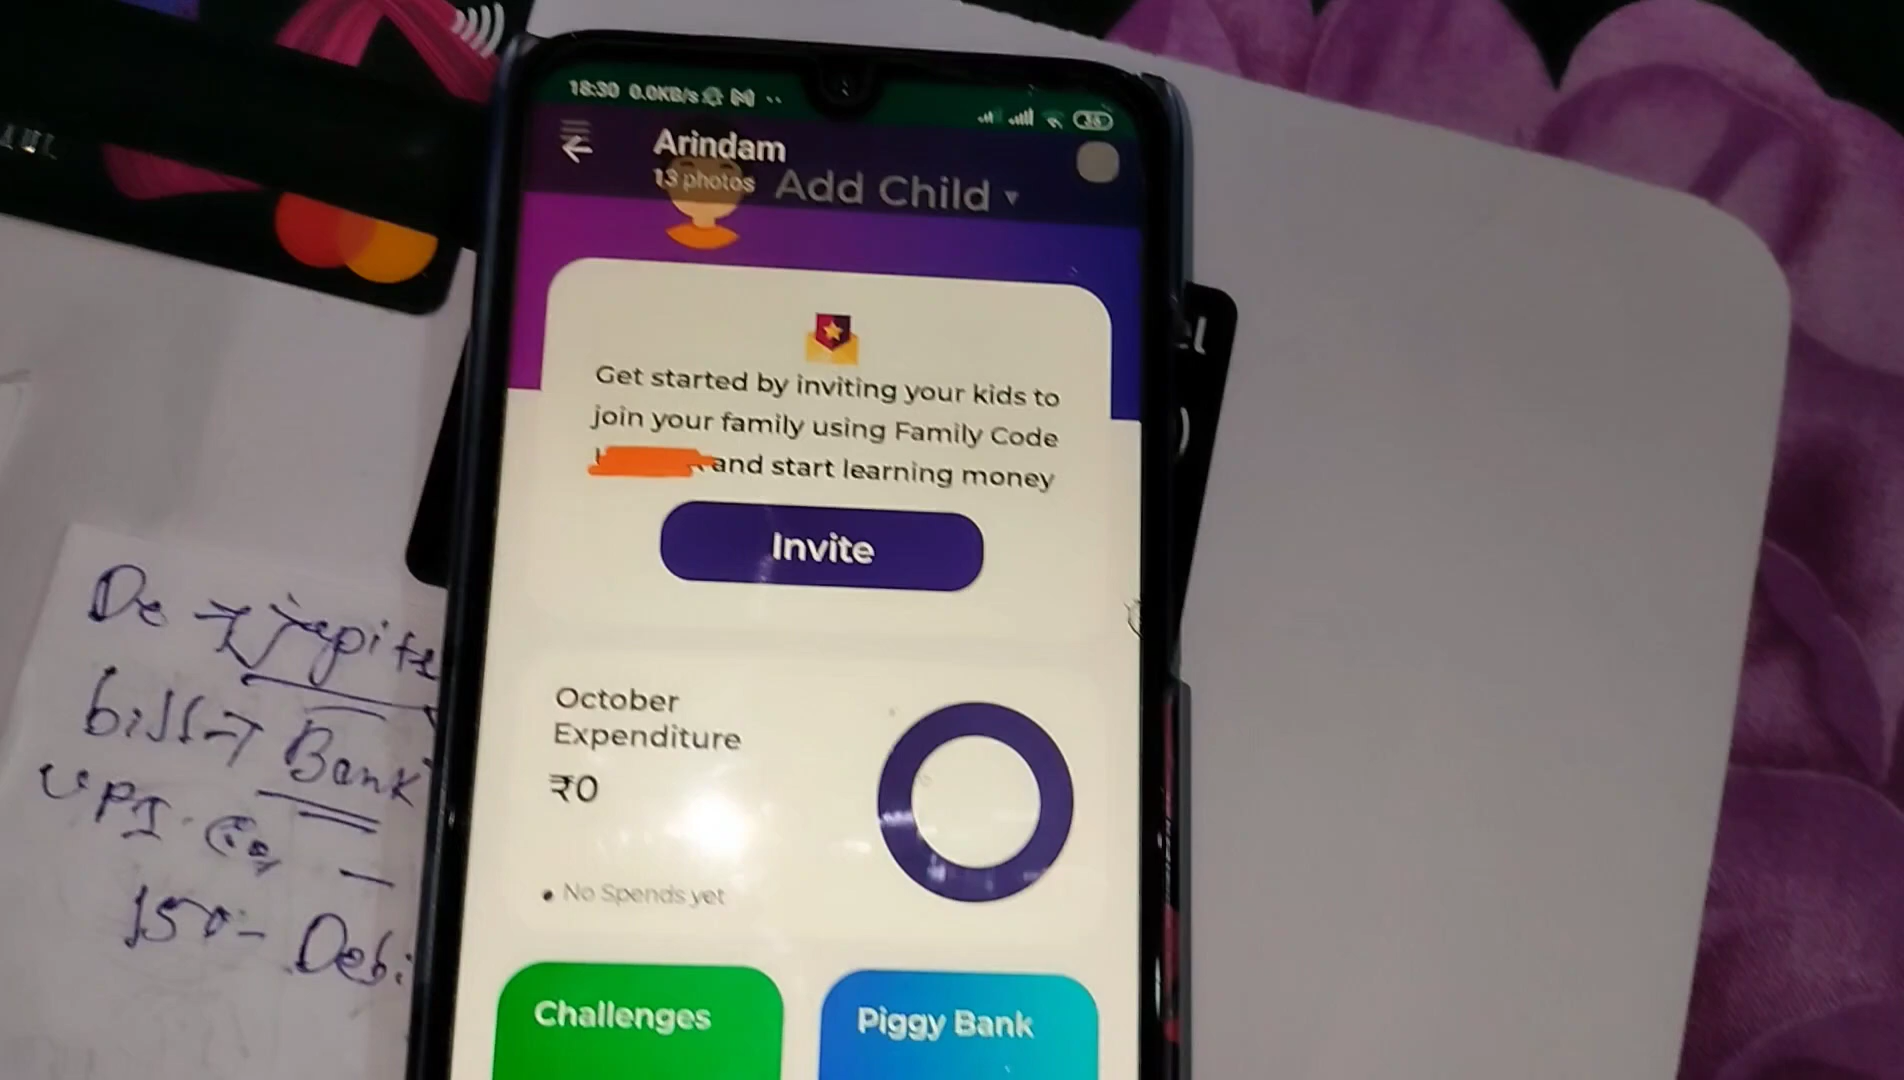 18:30 0.0KB/s
Arindam
13 photos
Add Child
Get started by inviting your kids to
join your family using Family Code
and start learning money
Invite
October
Expenditure
₹0
No Spends yet
Challenges
Piggy Bank
De
bill → Bank
UPI
150 - Debi